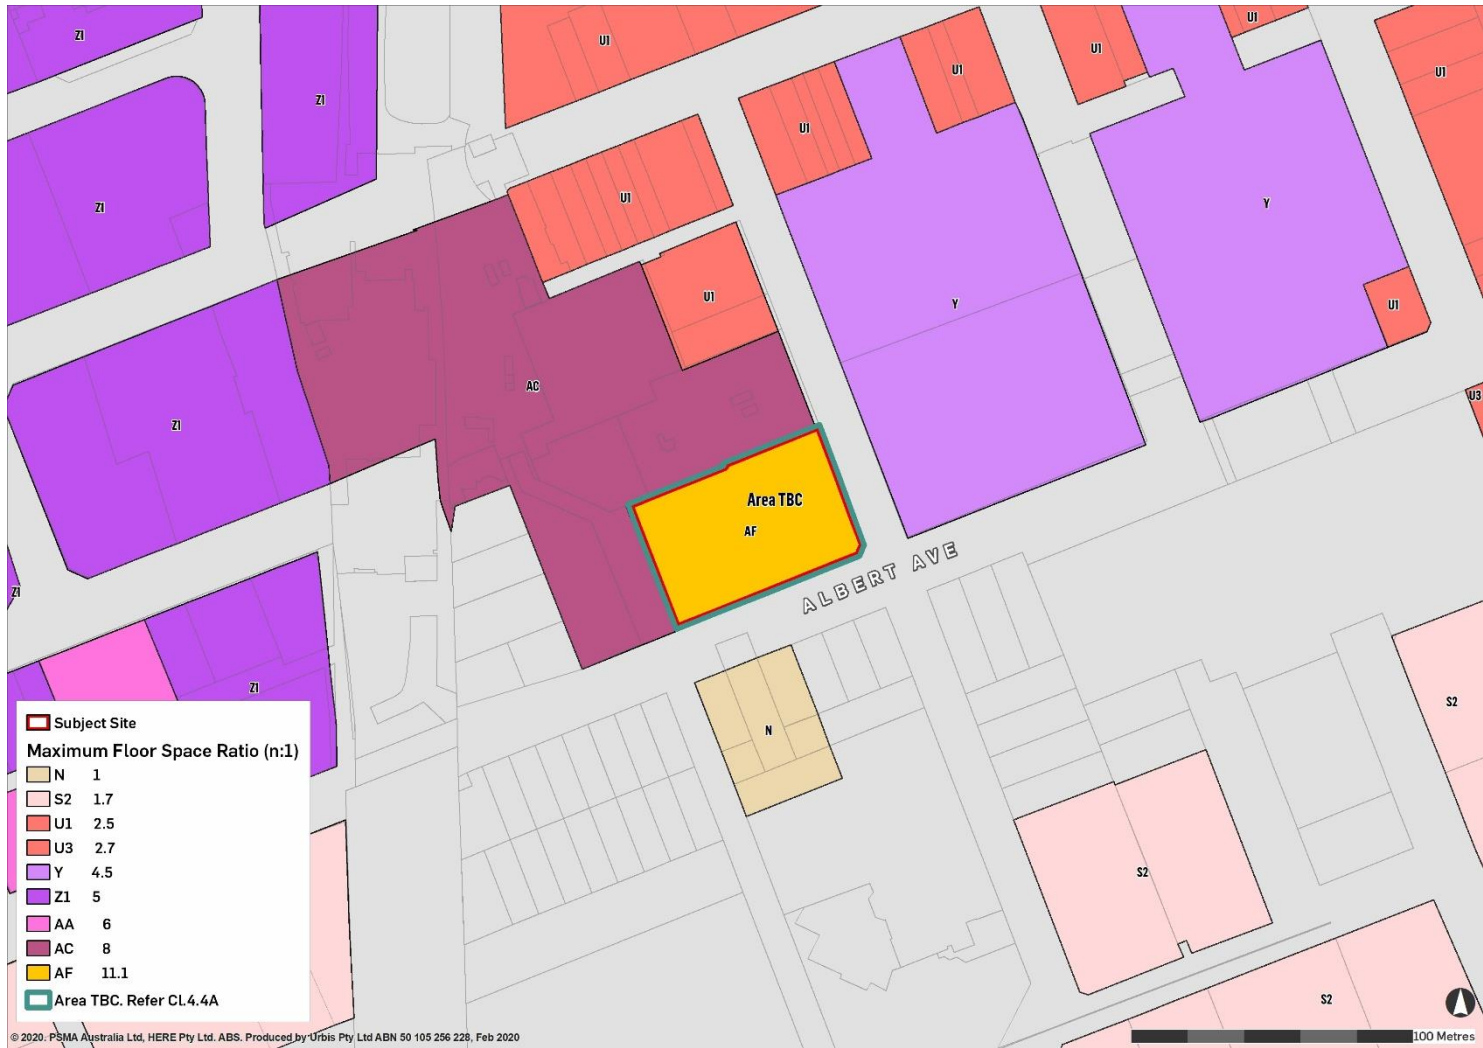 Z1
U1
U1
U1
U1
Z1
U1
U1
U1
Z1
Y
U1
U1
Y
U1
AC
U3
Z1
Area TBC
AF
ALBERT AVE
Z1
Z1
S2
N
S2
S2
Subject Site
Maximum Floor Space Ratio (n:1)
N 1
S2 1.7
U1 2.5
U3 2.7
Y 4.5
Z1 5
AA 6
AC 8
AF 11.1
Area TBC. Refer Cl.4.4A
© 2020. PSMA Australia Ltd, HERE Pty Ltd. ABS. Produced by Urbis Pty Ltd ABN 50 105 256 228, Feb 2020
100 Metres